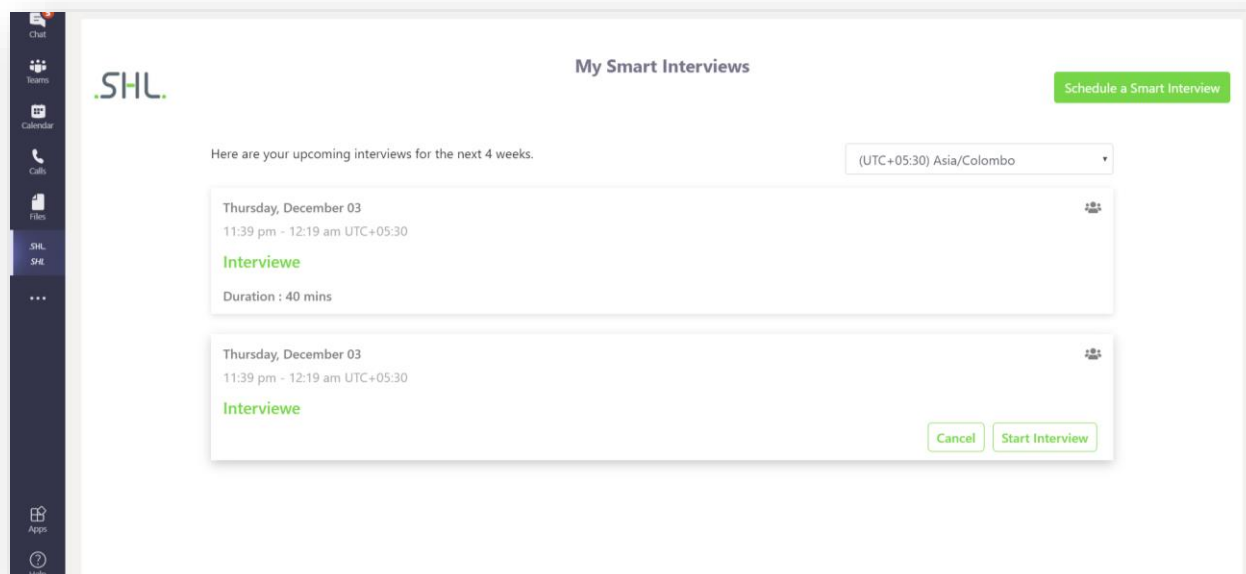 Chat
Teams
Calendar
Calls
Files
.SHL.
SHL
Apps
.SHL.
My Smart Interviews
Schedule a Smart Interview
Here are your upcoming interviews for the next 4 weeks.
(UTC+05:30) Asia/Colombo
Thursday, December 03
11:39 pm - 12:19 am UTC+05:30
Interviewe
Duration : 40 mins
Thursday, December 03
11:39 pm - 12:19 am UTC+05:30
Interviewe
Cancel
Start Interview